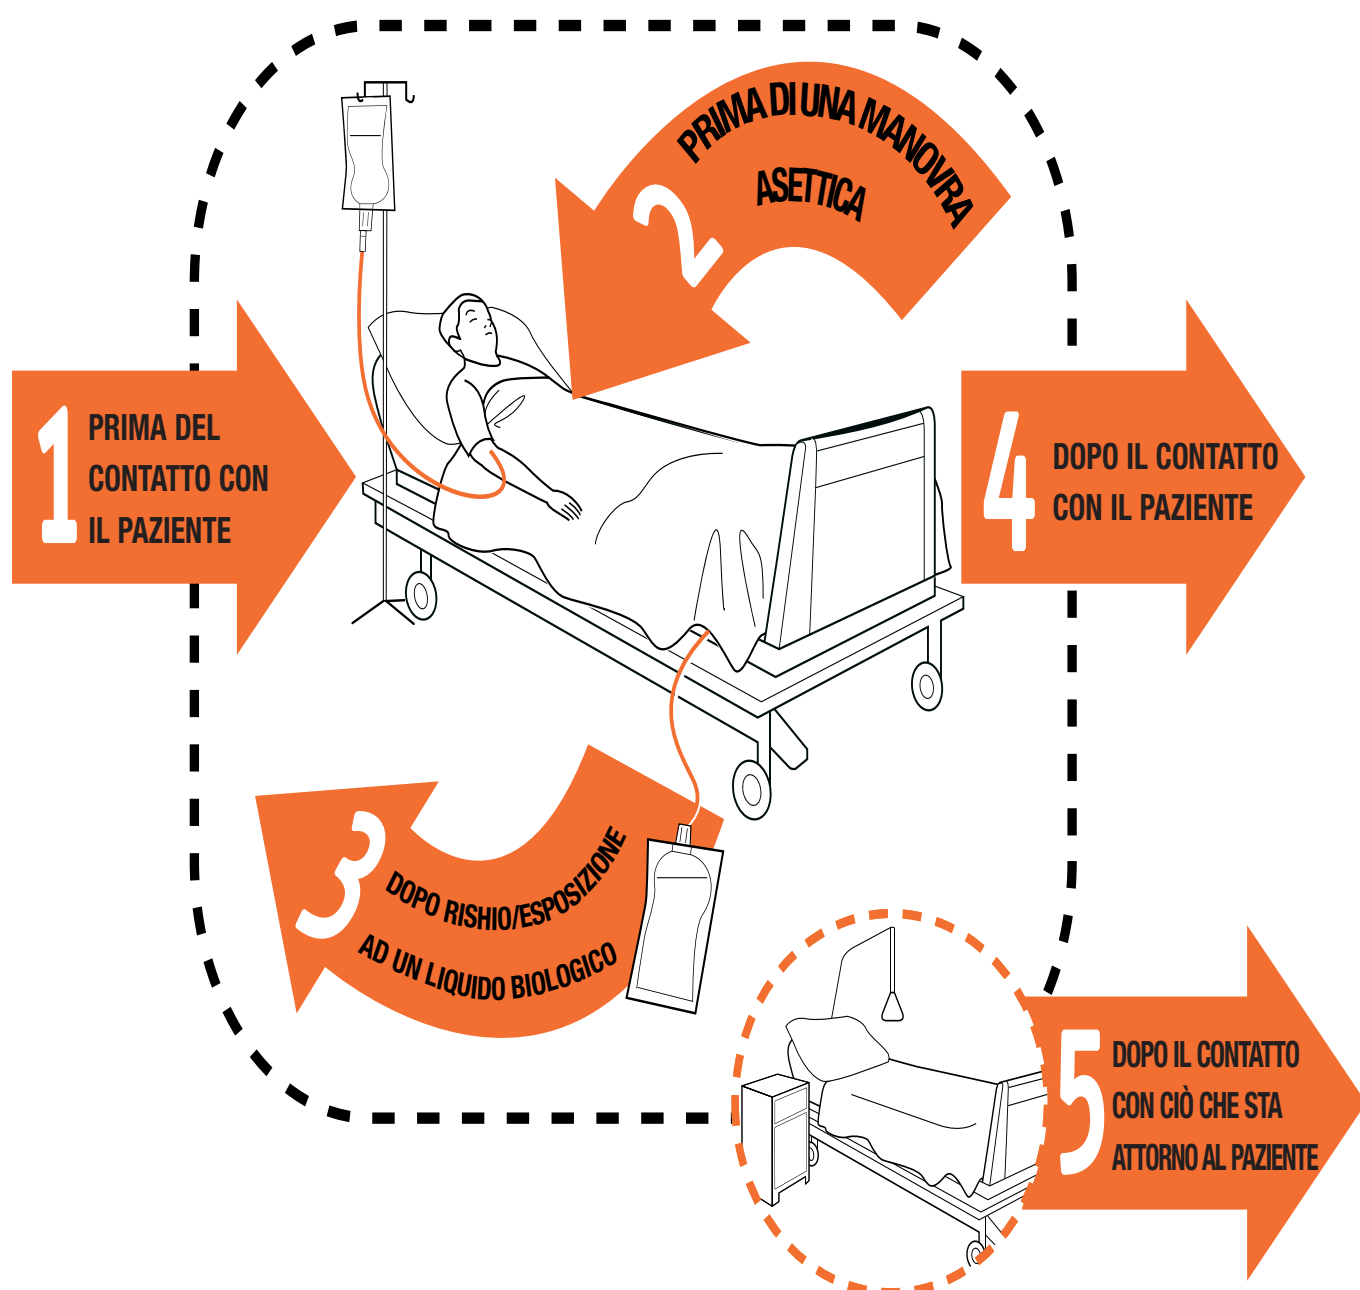 1
PRIMA DEL
CONTATTO CON
IL PAZIENTE
2
PRIMA DI UNA MANOVRA
ASETTICA
3
DOPO RISHIO/ESPOSIZIONE
AD UN LIQUIDO BIOLOGICO
4
DOPO IL CONTATTO
CON IL PAZIENTE
5
DOPO IL CONTATTO
CON CIÒ CHE STA
ATTORNO AL PAZIENTE